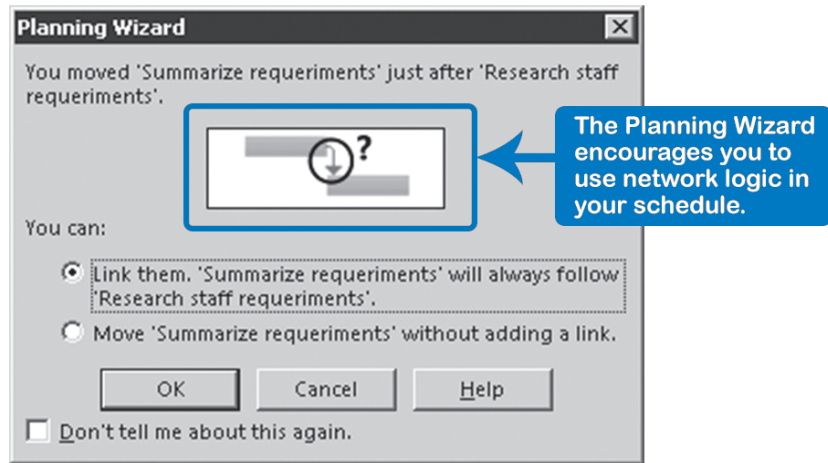 Planning Wizard
You moved 'Summarize requeriments' just after 'Research staff
requeriments'.
?
The Planning Wizard
encourages you to
use network logic in
your schedule.
You can:
Link them. 'Summarize requeriments' will always follow
'Research staff requeriments'.
Move 'Summarize requeriments' without adding a link.
OK
Cancel
Help
Don't tell me about this again.